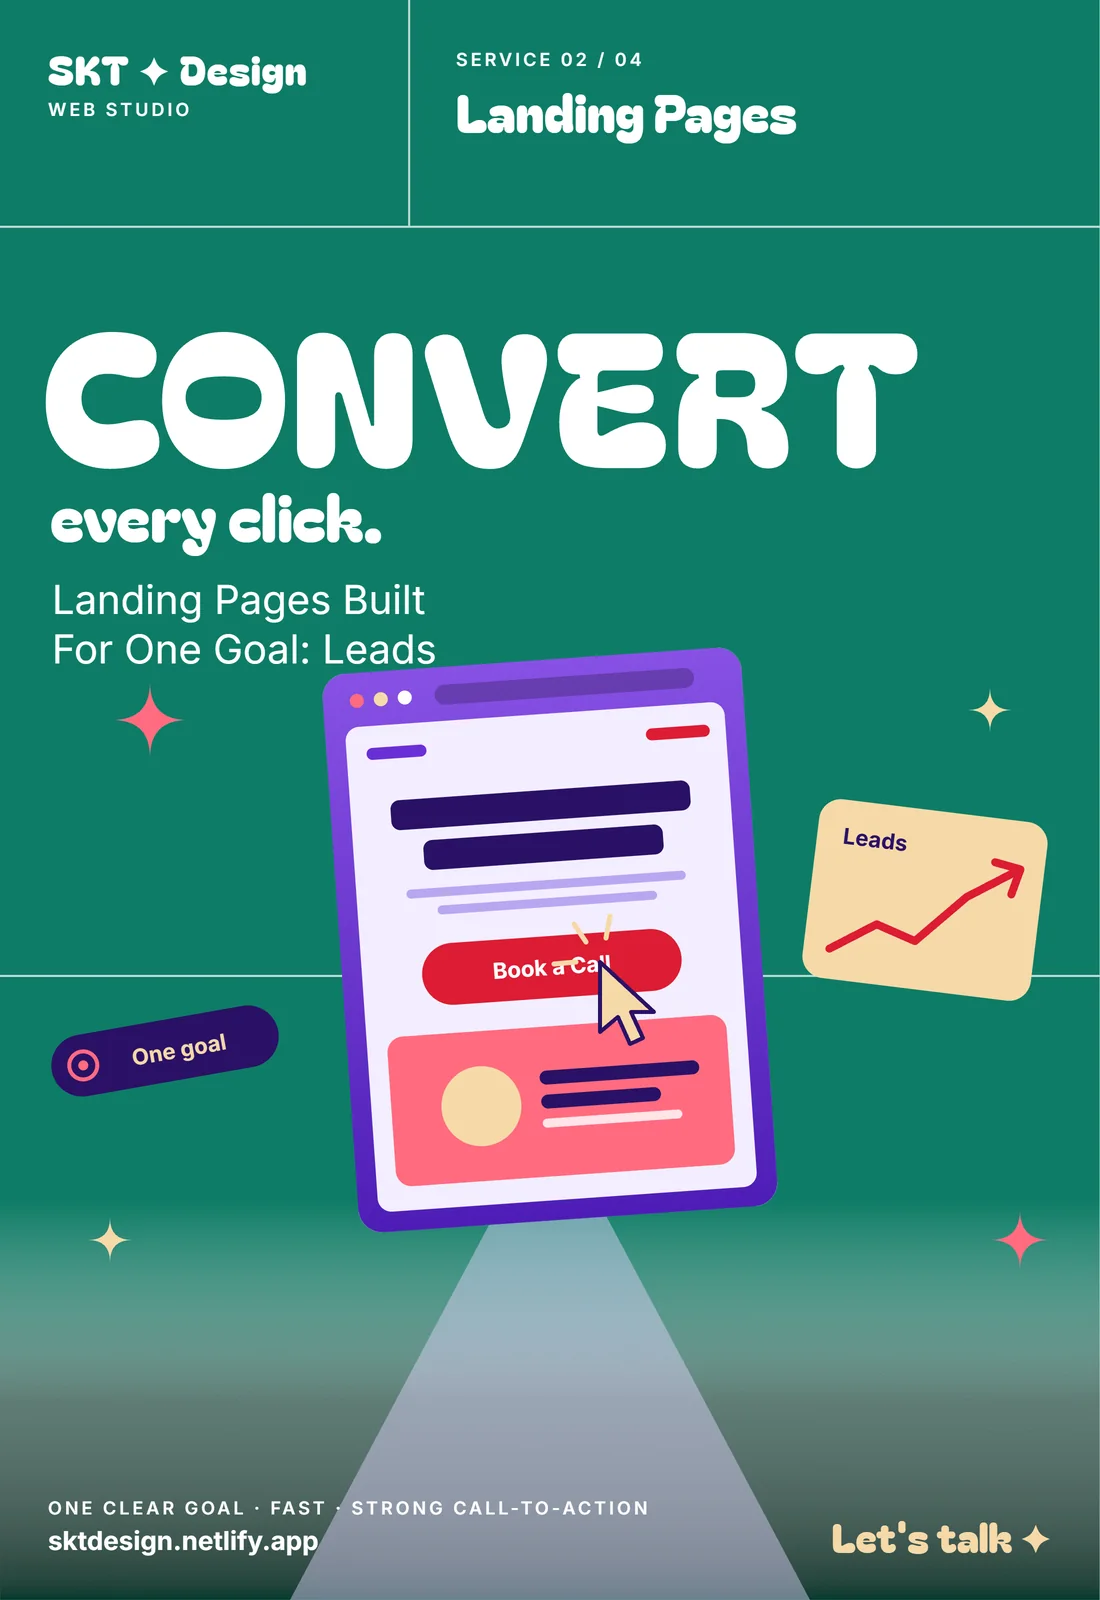 SKT ✦ Design
WEB STUDIO
SERVICE 02 / 04
Landing Pages
CONVERT
every click.
Landing Pages Built
For One Goal: Leads
Leads
Book a Call
One goal
ONE CLEAR GOAL · FAST · STRONG CALL-TO-ACTION
sktdesign.netlify.app
Let's talk ✦